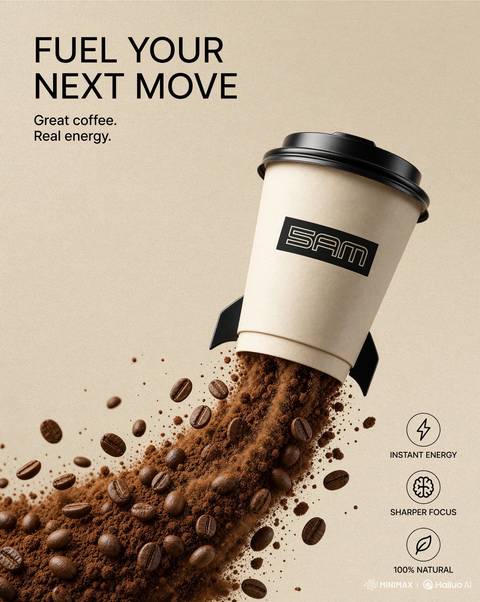 FUEL YOUR
NEXT MOVE
Great coffee.
Real energy.
5AM
INSTANT ENERGY
SHARPER FOCUS
100% NATURAL
MINIMAX | Hailuo AI